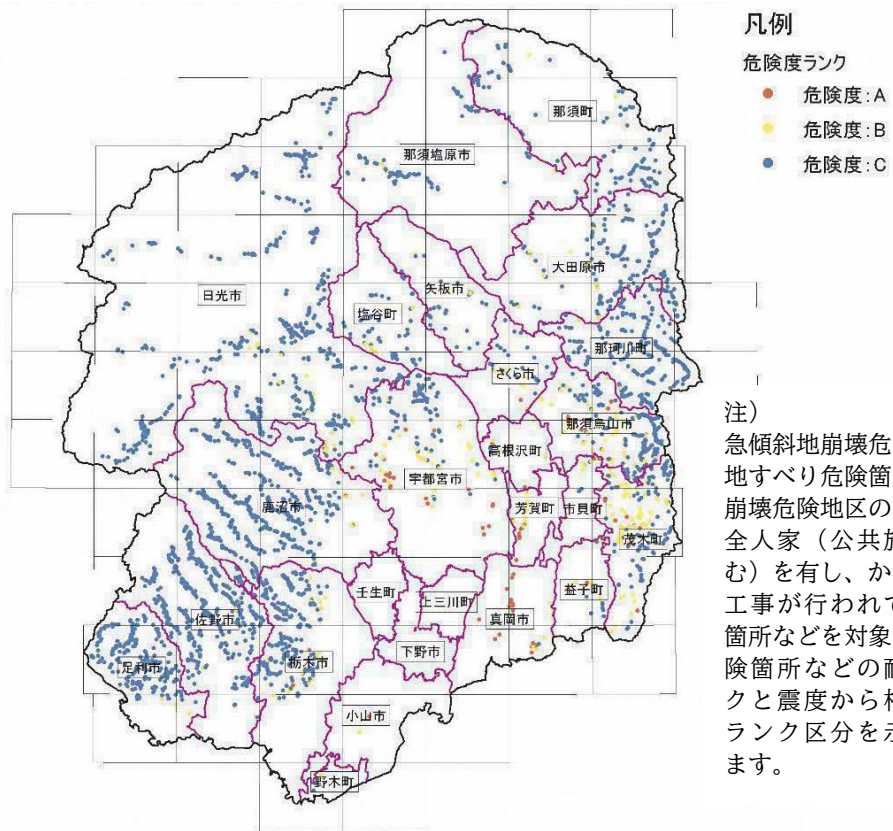 凡例
危険度ランク
危険度:A
危険度:B
危険度:C
那須町
那須塩原市
大田原市
日光市
矢板市
塩谷町
那珂川町
さくら市
那須烏山市
高根沢町
宇都宮市
鹿沼市
芳賀町
市貝町
茂木町
壬生町
上三川町
真岡市
益子町
佐野市
下野市
足利市
栃木市
小山市
野木町
注)
急傾斜地崩壊危
地すべり危険箇
崩壊危険地区の
全人家（公共施
む）を有し、か
工事が行われて
箇所などを対象
険箇所などの耐
クと震度から相
ランク区分を示
ます。